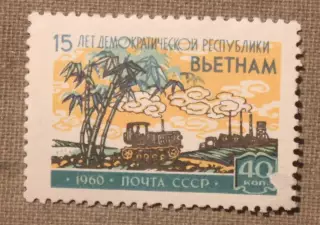 15 ЛЕТ ДЕМОКРАТИЧЕСКОЙ РЕСПУБЛИКИ
ВЬЕТНАМ
40
КОП
1960 ПОЧТА СССР